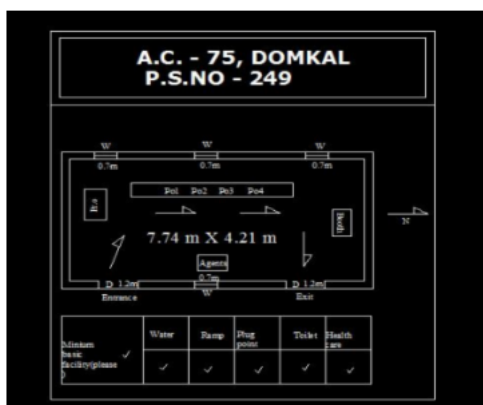 A.C. - 75, DOMKAL
P.S.NO - 249
W W W
0.7m 0.7m 0.7m
Po1 Po2 Po3 Po4
Booth
N
7.74 m X 4.21 m
Agents
0.7m
D 1.2m W D 1.2m
Entrance Exit
Water Ramp Plug point Toilet Health care
Minium
basic ✓
facility(please
) ✓ ✓ ✓ ✓ ✓